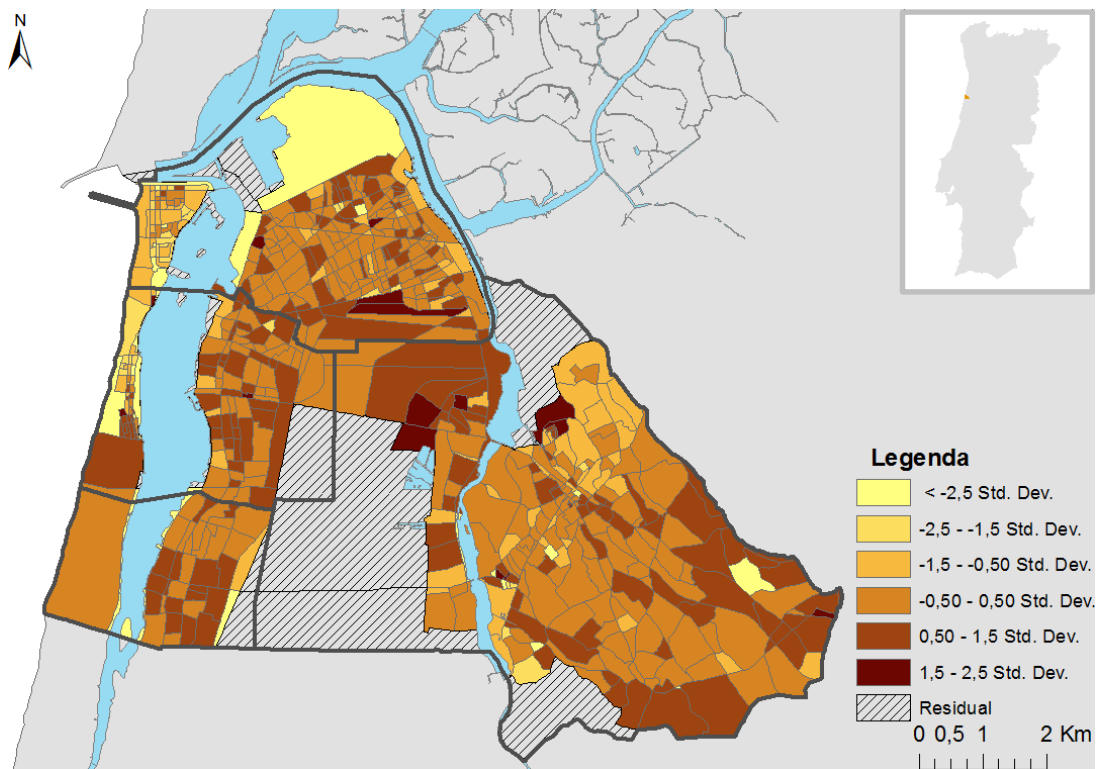 N
Legenda
< -2,5 Std. Dev.
-2,5 - -1,5 Std. Dev.
-1,5 - -0,50 Std. Dev.
-0,50 - 0,50 Std. Dev.
0,50 - 1,5 Std. Dev.
1,5 - 2,5 Std. Dev.
Residual
0 0,5 1 2 Km